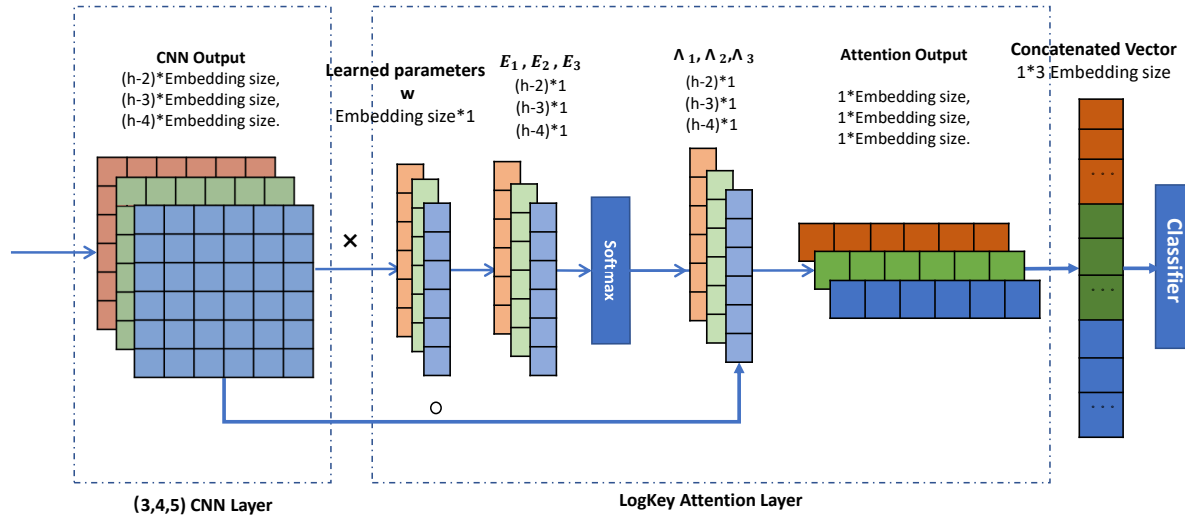 CNN Output
(h-2)*Embedding size,
(h-3)*Embedding size,
(h-4)*Embedding size.
Learned parameters
w
Embedding size*1
E₁ , E₂ , E₃
(h-2)*1
(h-3)*1
(h-4)*1
Λ ₁, Λ ₂,Λ ₃
(h-2)*1
(h-3)*1
(h-4)*1
Attention Output
1*Embedding size,
1*Embedding size,
1*Embedding size.
Concatenated Vector
1*3 Embedding size
×
Softmax
...
...
...
Classifier
○
(3,4,5) CNN Layer
LogKey Attention Layer